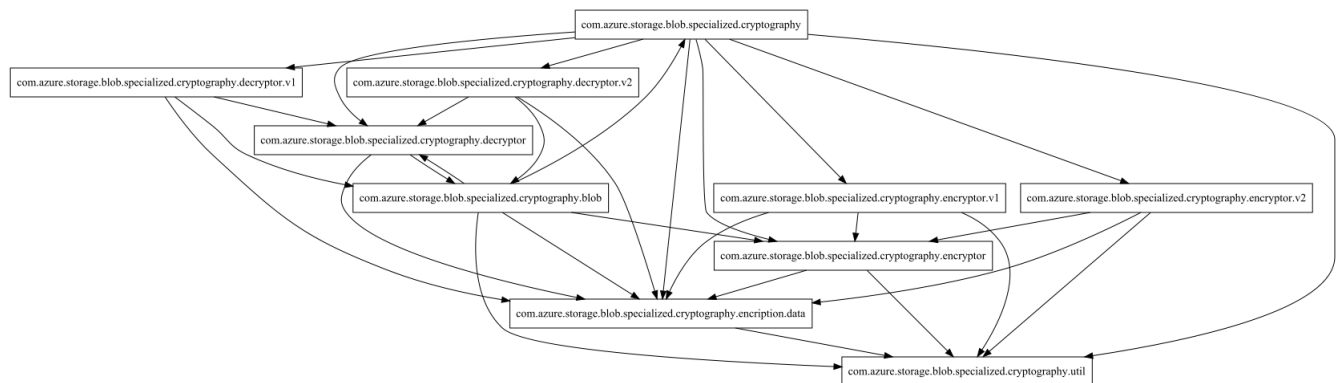 com.azure.storage.blob.specialized.cryptography
com.azure.storage.blob.specialized.cryptography.decryptor.v1
com.azure.storage.blob.specialized.cryptography.decryptor.v2
com.azure.storage.blob.specialized.cryptography.decryptor
com.azure.storage.blob.specialized.cryptography.blob
com.azure.storage.blob.specialized.cryptography.encryptor.v1
com.azure.storage.blob.specialized.cryptography.encryptor.v2
com.azure.storage.blob.specialized.cryptography.encryptor
com.azure.storage.blob.specialized.cryptography.encription.data
com.azure.storage.blob.specialized.cryptography.util